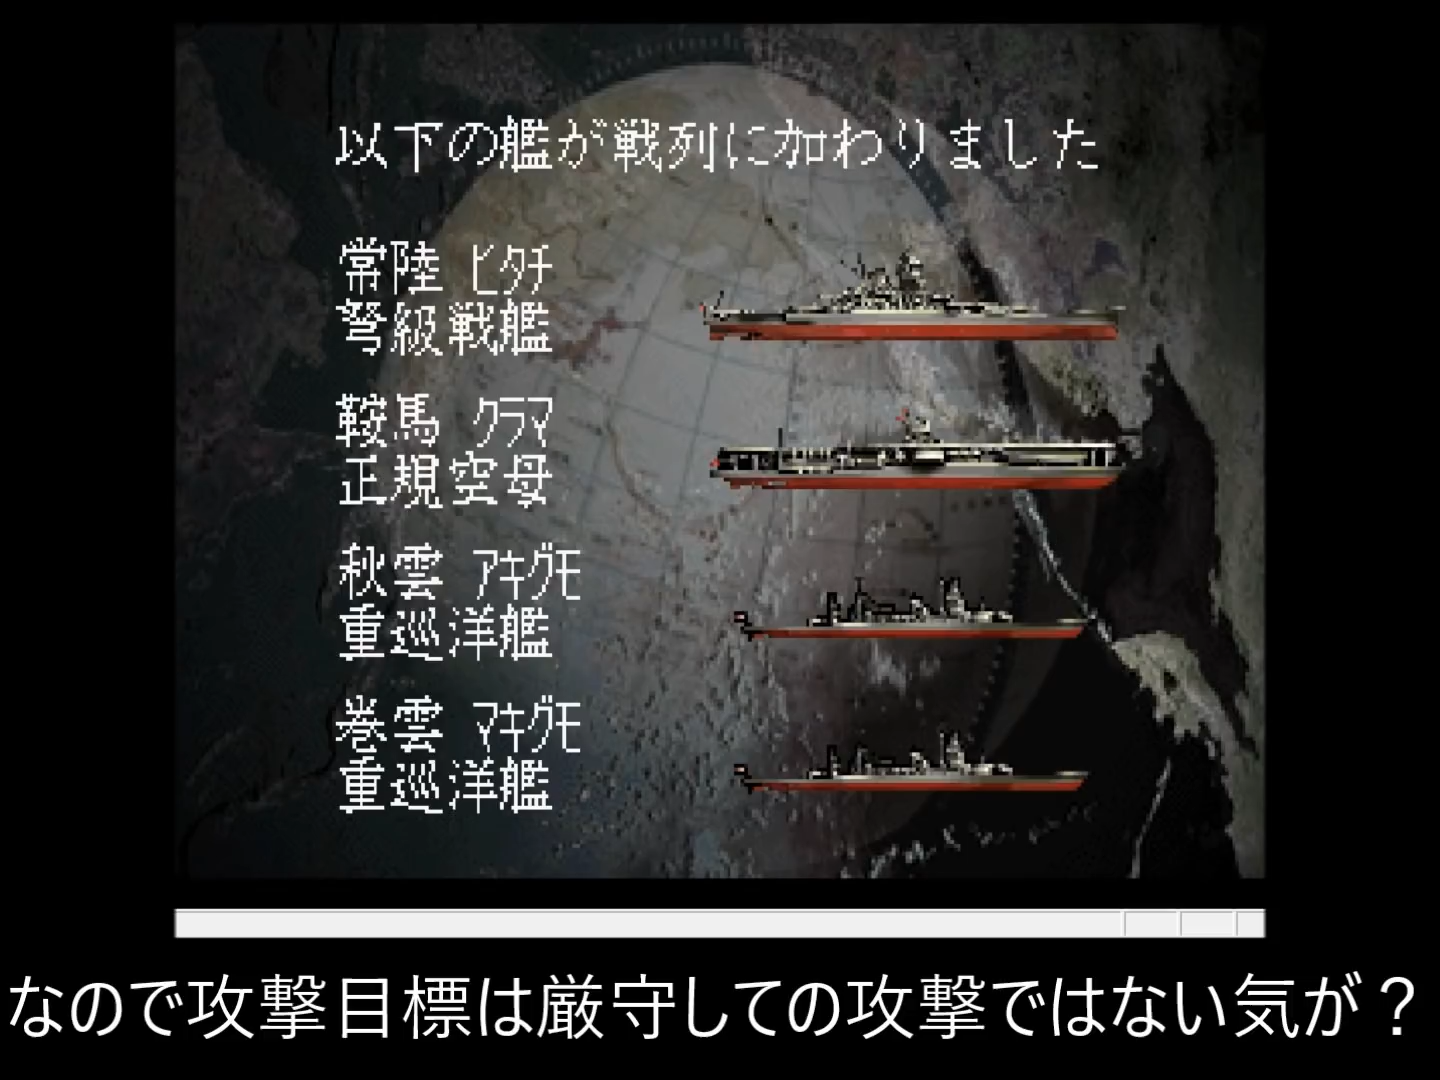 以下の艦が戦列に加わりました
常陸 ヒタチ
弩級戦艦
鞍馬 クラマ
正規空母
秋雲 アキグモ
重巡洋艦
巻雲 マキグモ
重巡洋艦
なので攻撃目標は厳守しての攻撃ではない気が？